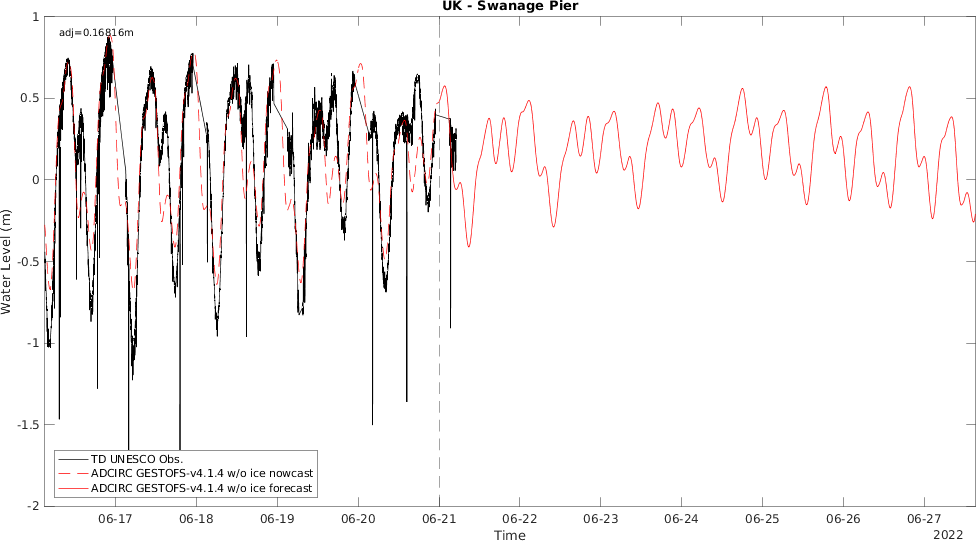 UK - Swanage Pier
adj=0.16816m
1
0.5
0
-0.5
-1
-1.5
-2
Water Level (m)
TD UNESCO Obs.
ADCIRC GESTOFS-v4.1.4 w/o ice nowcast
ADCIRC GESTOFS-v4.1.4 w/o ice forecast
06-17 06-18 06-19 06-20 06-21 06-22 06-23 06-24 06-25 06-26 06-27
Time
2022